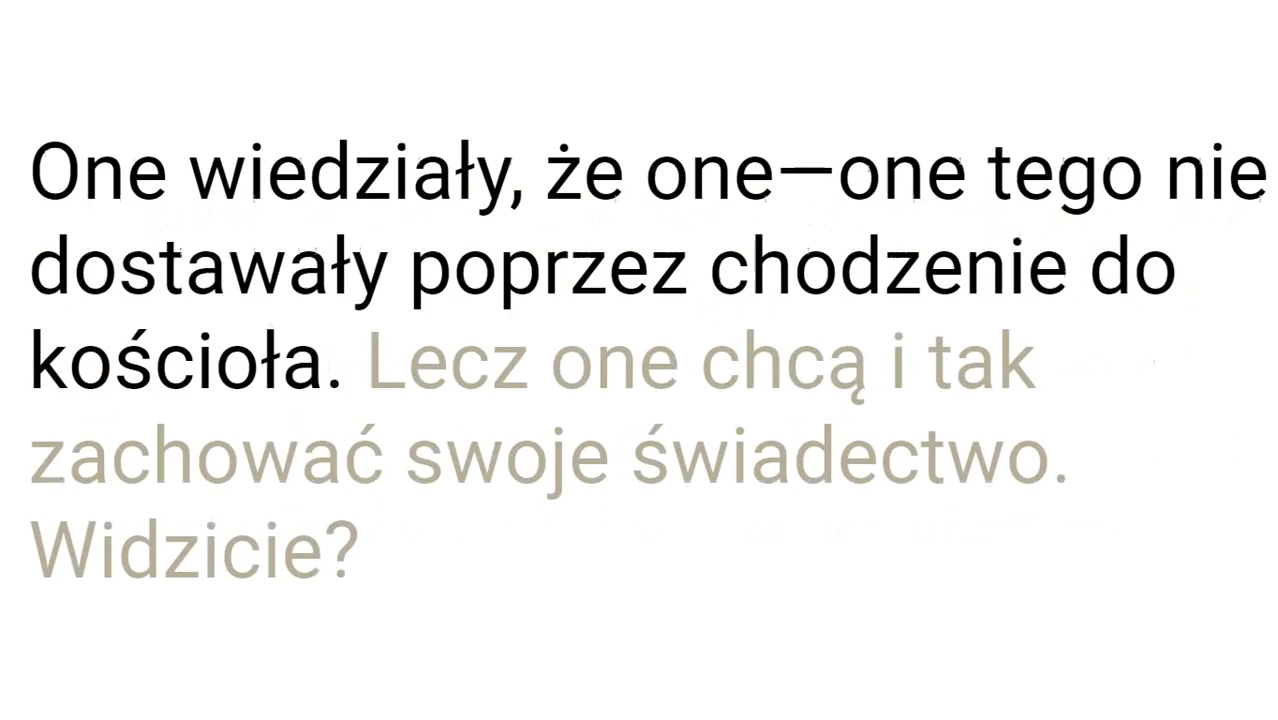 One wiedziały, że one—one tego nie
dostawały poprzez chodzenie do
kościoła. Lecz one chcą i tak
zachować swoje świadectwo.
Widzicie?